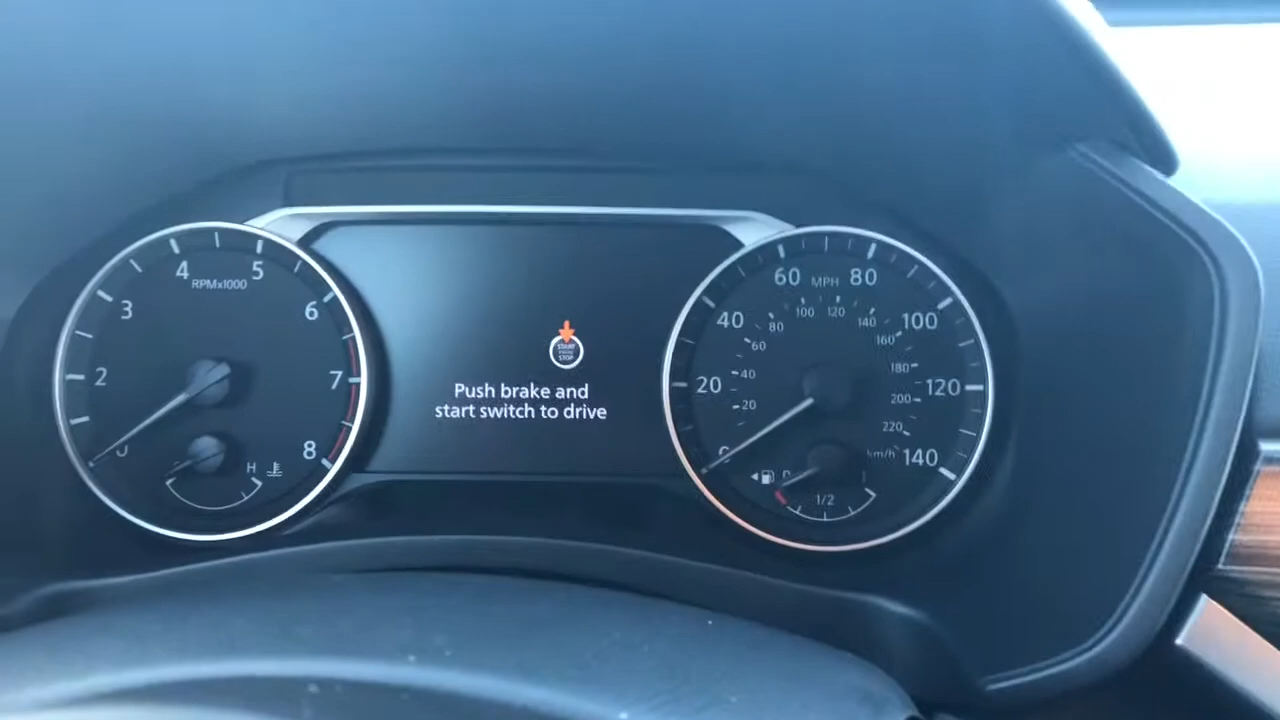 4 5
RPMx1000
3 6
2 7
8
H
START
STOP
Push brake and
start switch to drive
60 MPH 80
100 120
80 140
40 100
60 160
40 180
20 120
20 200
220
km/h 140
0
1/2